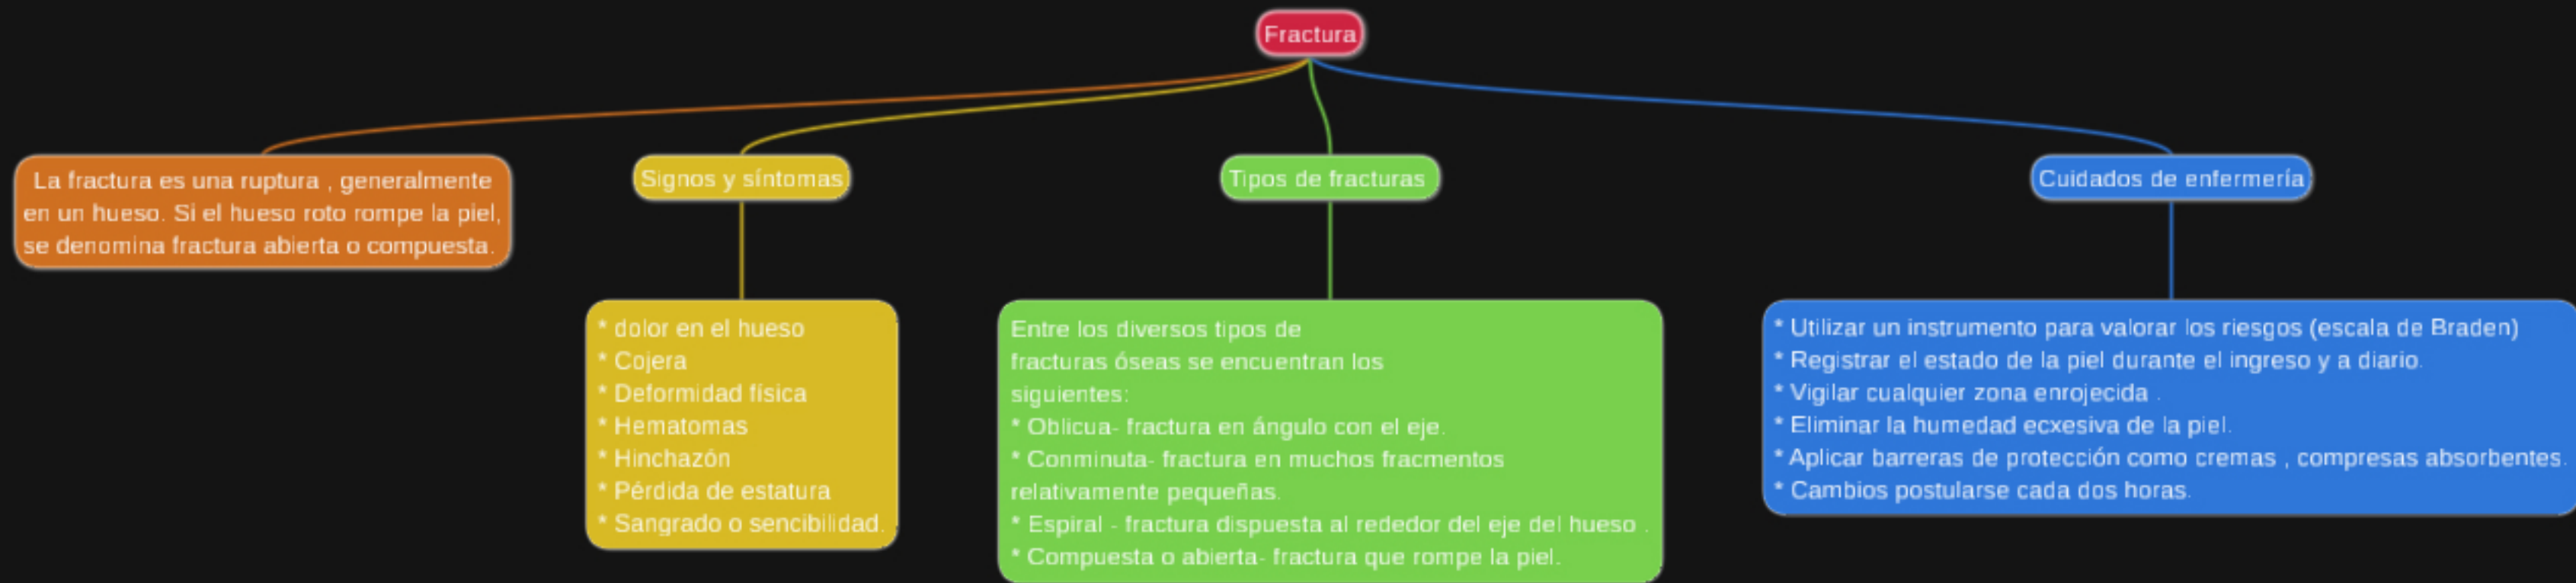 Fractura
La fractura es una ruptura , generalmente
en un hueso. Si el hueso roto rompe la piel,
se denomina fractura abierta o compuesta.
Signos y síntomas
* dolor en el hueso
* Cojera
* Deformidad física
* Hematomas
* Hinchazón
* Pérdida de estatura
* Sangrado o sencibilidad. .
Tipos de fracturas
Entre los diversos tipos de
fracturas óseas se encuentran los
siguientes:
* Oblicua- fractura en ángulo con el eje.
* Conminuta- fractura en muchos fracmentos
relativamente pequeñas.
* Espiral - fractura dispuesta al rededor del eje del hueso .
* Compuesta o abierta- fractura que rompe la piel.
Cuidados de enfermería
* Utilizar un instrumento para valorar los riesgos (escala de Braden)
* Registrar el estado de la piel durante el ingreso y a diario.
* Vigilar cualquier zona enrojecida .
* Eliminar la humedad ecxesiva de la piel.
* Aplicar barreras de protección como cremas , compresas absorbentes.
* Cambios postularse cada dos horas.